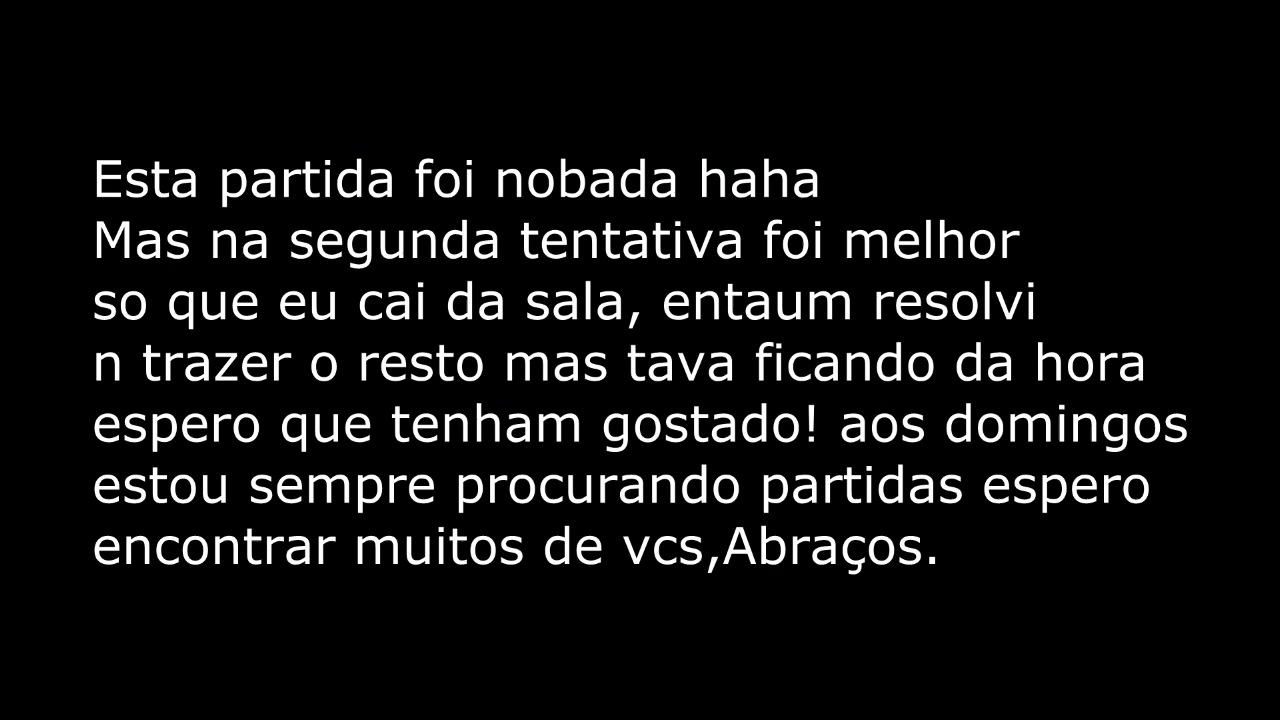 Esta partida foi nobada haha
Mas na segunda tentativa foi melhor
so que eu cai da sala, entaum resolvi
n trazer o resto mas tava ficando da hora
espero que tenham gostado! aos domingos
estou sempre procurando partidas espero
encontrar muitos de vcs,Abraços.